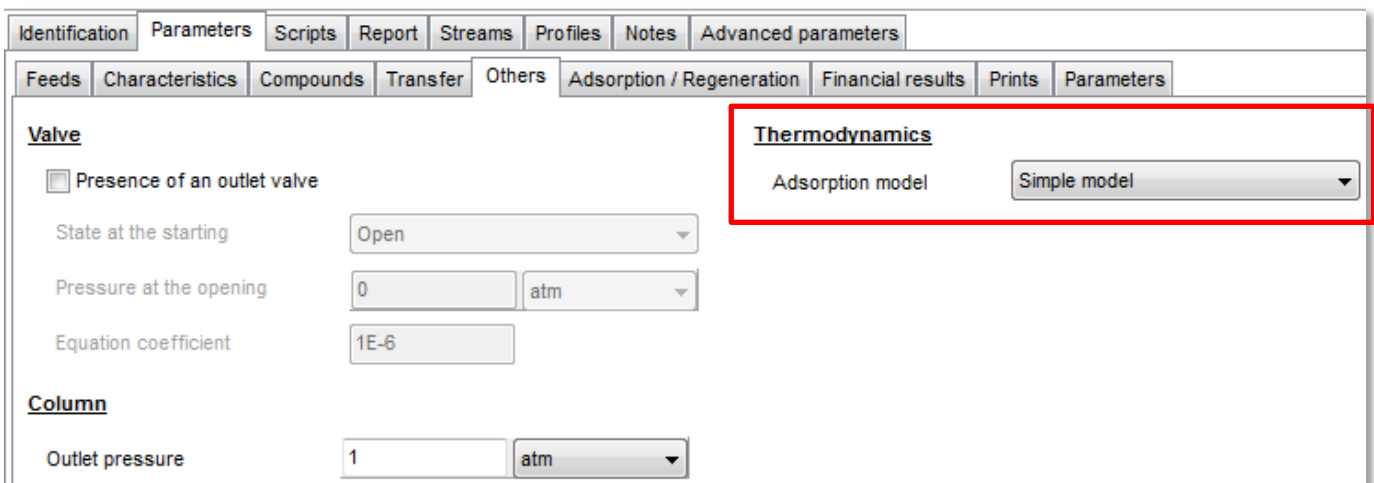 Identification Parameters Scripts Report Streams Profiles Notes Advanced parameters
Feeds Characteristics Compounds Transfer Others Adsorption / Regeneration Financial results Prints Parameters
Valve
Presence of an outlet valve
State at the starting Open
Pressure at the opening 0 atm
Equation coefficient 1E-6
Column
Outlet pressure 1 atm
Thermodynamics
Adsorption model Simple model